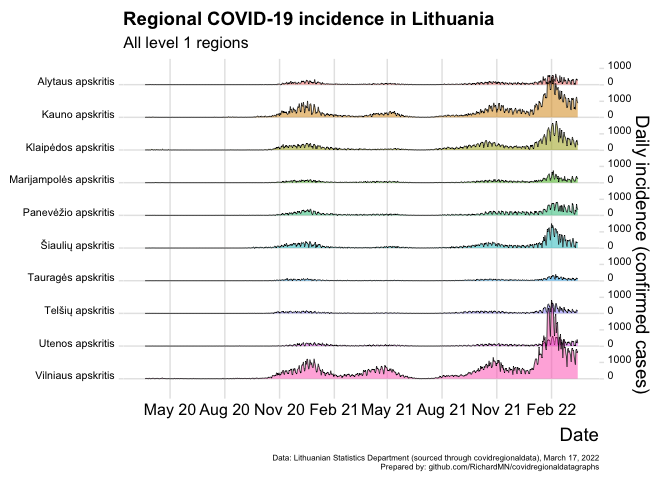 Regional COVID-19 incidence in Lithuania
All level 1 regions
Alytaus apskritis
Kauno apskritis
Klaipėdos apskritis
Marijampolės apskritis
Panevėžio apskritis
Šiaulių apskritis
Tauragės apskritis
Telšių apskritis
Utenos apskritis
Vilniaus apskritis
1000
0
1000
0
1000
0
1000
0
1000
0
1000
0
1000
0
1000
0
1000
0
1000
0
Daily incidence (confirmed cases)
May 20 Aug 20 Nov 20 Feb 21 May 21 Aug 21 Nov 21 Feb 22
Date
Data: Lithuanian Statistics Department (sourced through covidregionaldata), March 17, 2022
Prepared by: github.com/RichardMN/covidregionaldatagraphs